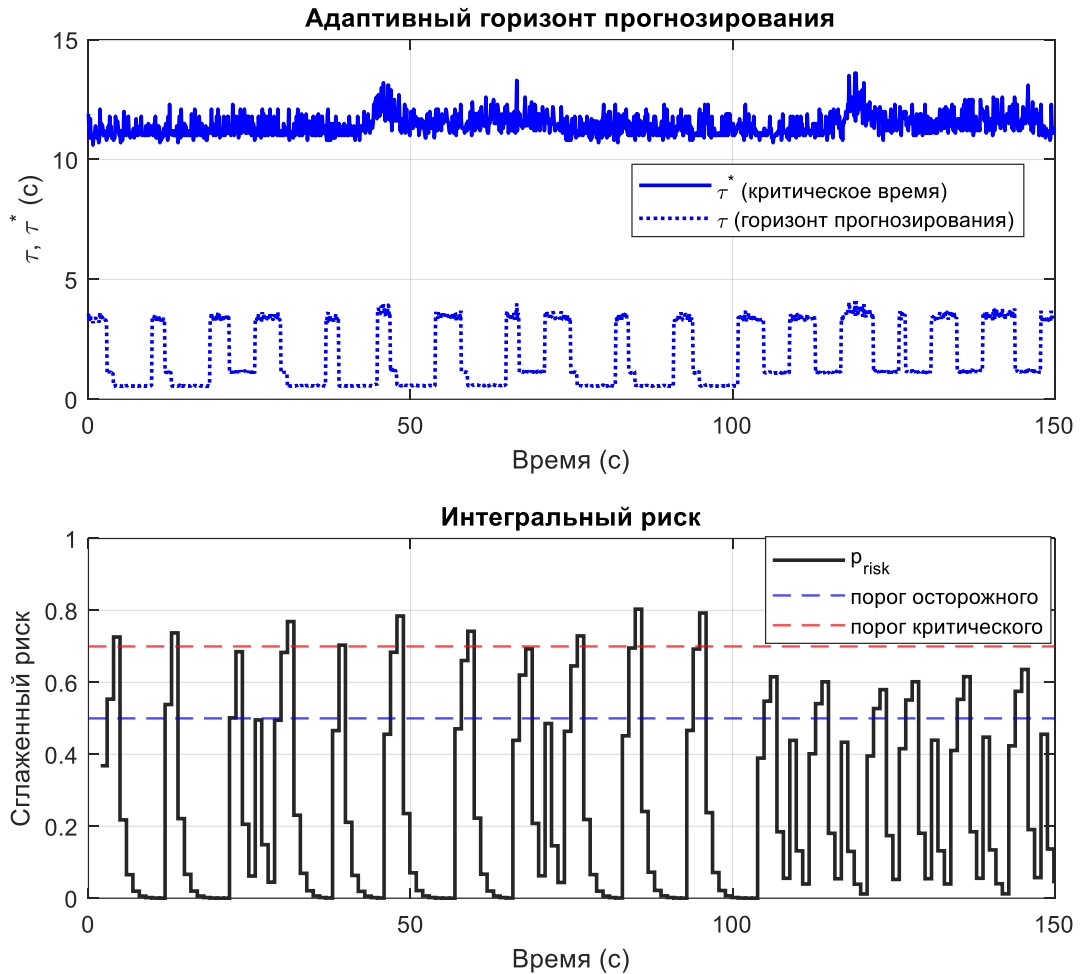 Адаптивный горизонт прогнозирования
15
10
5
0
τ, τ* (с)
τ* (критическое время)
τ (горизонт прогнозирования)
0 50 100 150
Время (с)
Интегральный риск
1
0.8
0.6
0.4
0.2
0
Сглаженный риск
p_risk
порог осторожного
порог критического
0 50 100 150
Время (с)